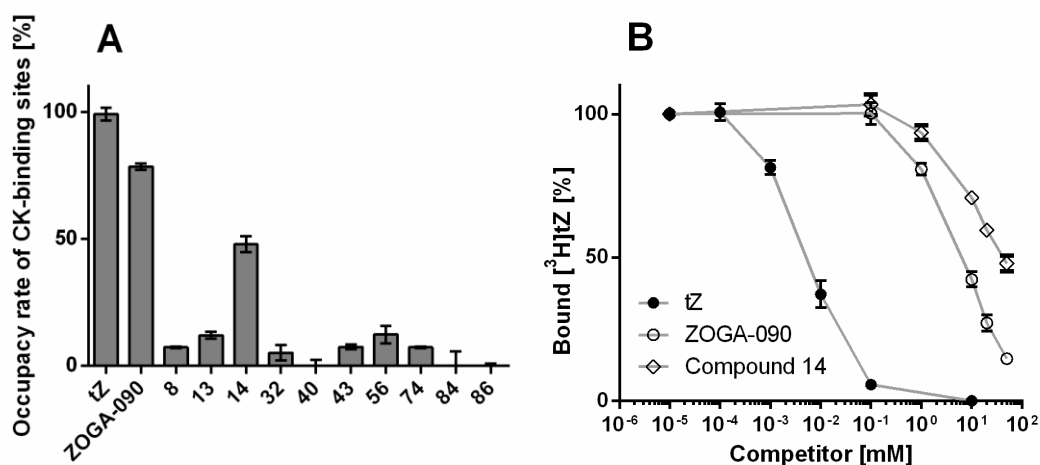 A
Occupacy rate of CK-binding sites [%]
100
50
0
tZ
ZOGA-090
8
13
14
32
40
43
56
74
84
86
B
Bound [³H]tZ [%]
100
50
0
tZ
ZOGA-090
Compound 14
10⁻⁶ 10⁻⁵ 10⁻⁴ 10⁻³ 10⁻² 10⁻¹ 10⁰ 10¹ 10²
Competitor [mM]